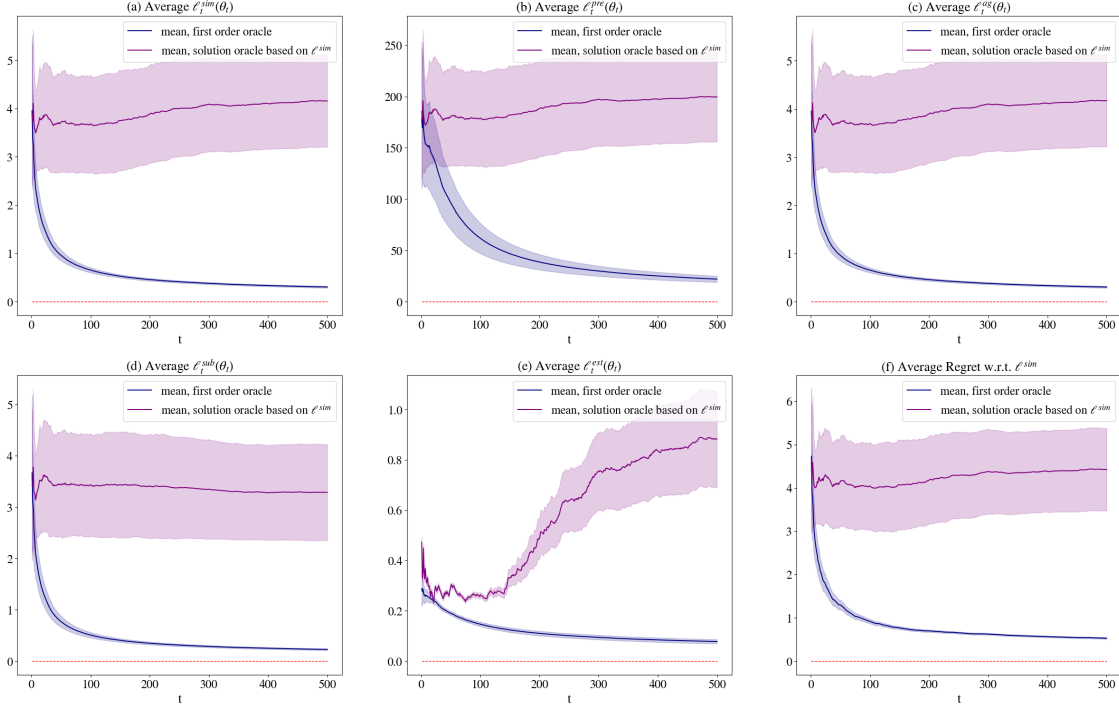 (a) Average ℓ_t^{sim}(θ_t)
mean, first order oracle
mean, solution oracle based on ℓ^{sim}
5
4
3
2
1
0
0 100 200 300 400 500
t
(b) Average ℓ_t^{pre}(θ_t)
mean, first order oracle
mean, solution oracle based on ℓ^{sim}
250
200
150
100
50
0
0 100 200 300 400 500
t
(c) Average ℓ_t^{ag}(θ_t)
mean, first order oracle
mean, solution oracle based on ℓ^{sim}
5
4
3
2
1
0
0 100 200 300 400 500
t
(d) Average ℓ_t^{sub}(θ_t)
mean, first order oracle
mean, solution oracle based on ℓ^{sim}
5
4
3
2
1
0
0 100 200 300 400 500
t
(e) Average ℓ_t^{est}(θ_t)
mean, first order oracle
mean, solution oracle based on ℓ^{sim}
1.0
0.8
0.6
0.4
0.2
0.0
0 100 200 300 400 500
t
(f) Average Regret w.r.t. ℓ^{sim}
mean, first order oracle
mean, solution oracle based on ℓ^{sim}
6
5
4
3
2
1
0
0 100 200 300 400 500
t